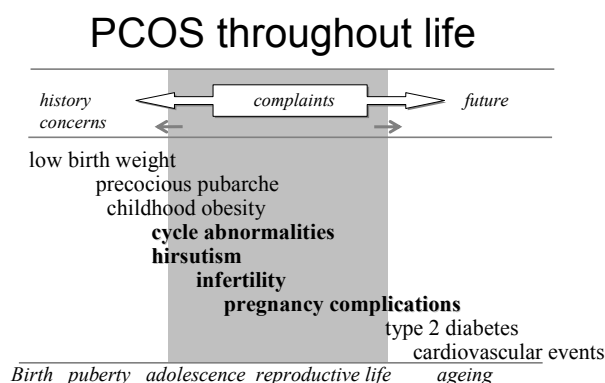 PCOS throughout life
history complaints future
concerns
low birth weight
precocious pubarche
childhood obesity
cycle abnormalities
hirsutism
infertility
pregnancy complications
type 2 diabetes
cardiovascular events
Birth puberty adolescence reproductive life ageing